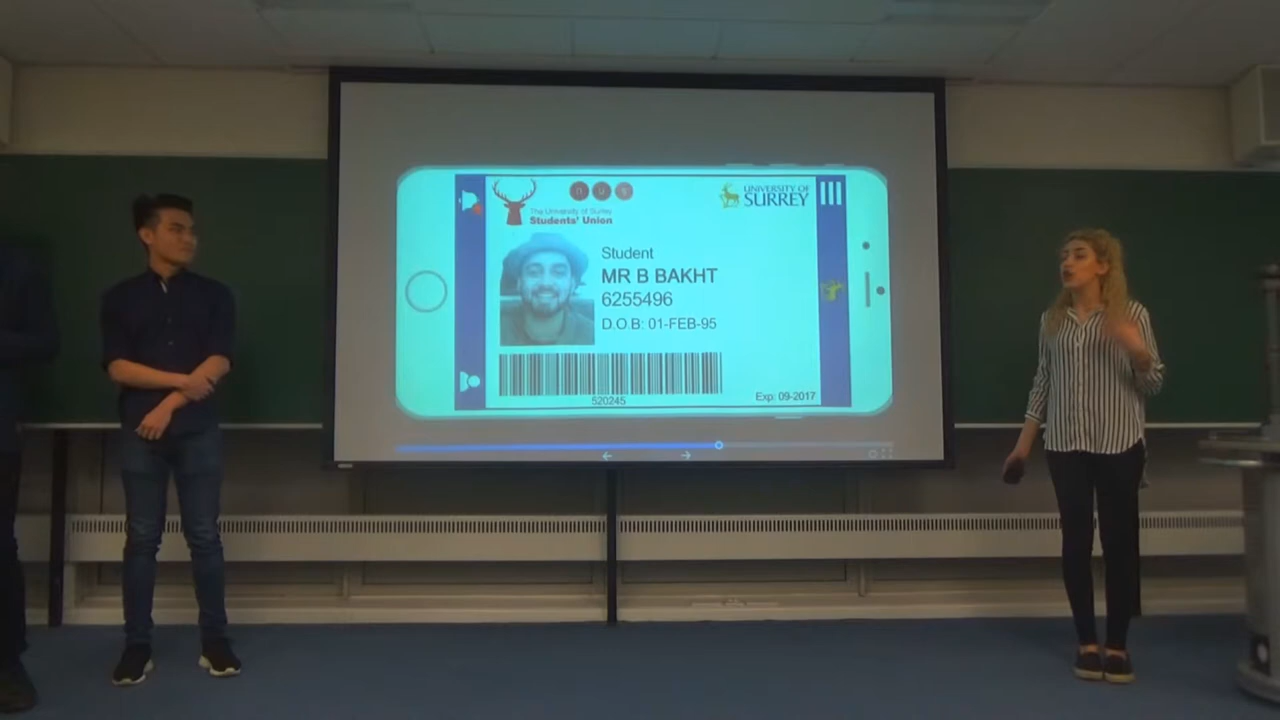 nus
The University of Surrey
Students' Union
UNIVERSITY OF
SURREY
Student
MR B BAKHT
6255496
D.O.B: 01-FEB-95
520245
Exp: 09-2017